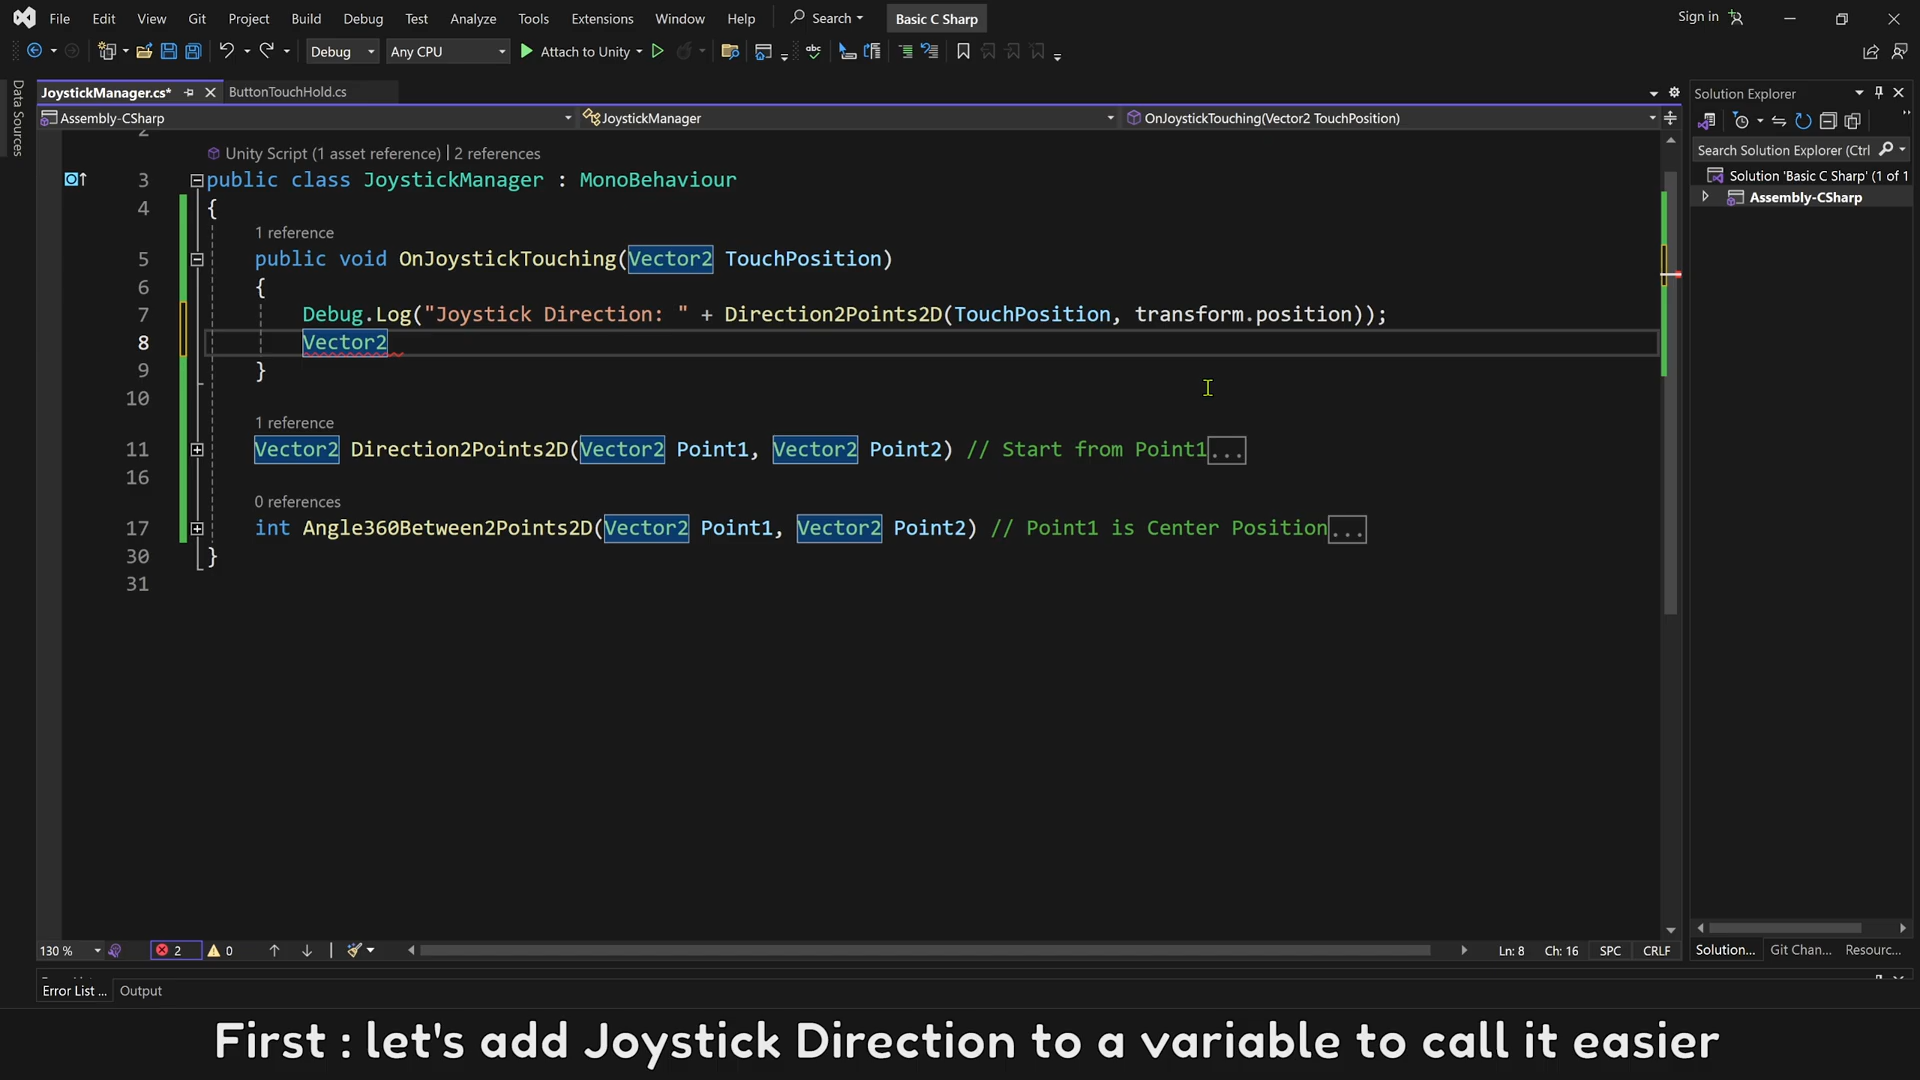 File Edit View Git Project Build Debug Test Analyze Tools Extensions Window Help Search Basic C Sharp Sign in
Debug Any CPU Attach to Unity abc
Data Sources
JoystickManager.cs* ButtonTouchHold.cs
Assembly-CSharp JoystickManager OnJoystickTouching(Vector2 TouchPosition)
2
Unity Script (1 asset reference) | 2 references
3 public class JoystickManager : MonoBehaviour
4 {
1 reference
5 public void OnJoystickTouching(Vector2 TouchPosition)
6 {
7 Debug.Log("Joystick Direction: " + Direction2Points2D(TouchPosition, transform.position));
8 Vector2
9 }
10
1 reference
11 Vector2 Direction2Points2D(Vector2 Point1, Vector2 Point2) // Start from Point1...
16
0 references
17 int Angle360Between2Points2D(Vector2 Point1, Vector2 Point2) // Point1 is Center Position...
30 }
31
Solution Explorer
Search Solution Explorer (Ctrl
Solution 'Basic C Sharp' (1 of 1
Assembly-CSharp
Solution... Git Chan... Resourc...
130 % 2 0 Ln: 8 Ch: 16 SPC CRLF
Error List ... Output
First : let's add Joystick Direction to a variable to call it easier